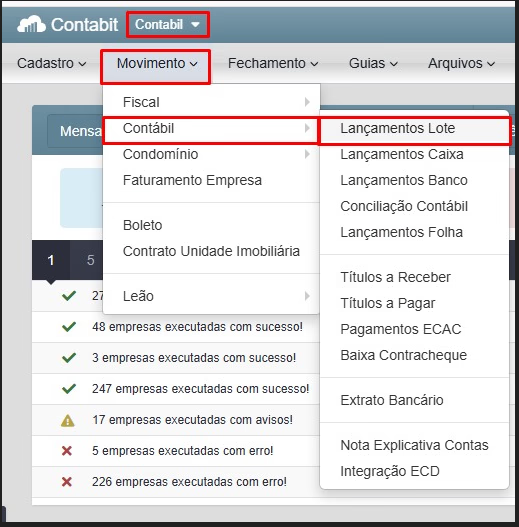 Contabit Contabil
Cadastro Movimento Fechamento Guias Arquivos
Mensa
Fiscal
Contábil
Condomínio
Faturamento Empresa
Boleto
Contrato Unidade Imobiliária
Leão
Lançamentos Lote
Lançamentos Caixa
Lançamentos Banco
Conciliação Contábil
Lançamentos Folha
Títulos a Receber
Títulos a Pagar
Pagamentos ECAC
Baixa Contracheque
Extrato Bancário
Nota Explicativa Contas
Integração ECD
1 5
27
48 empresas executadas com sucesso!
3 empresas executadas com sucesso!
247 empresas executadas com sucesso!
17 empresas executadas com avisos!
5 empresas executadas com erro!
226 empresas executadas com erro!